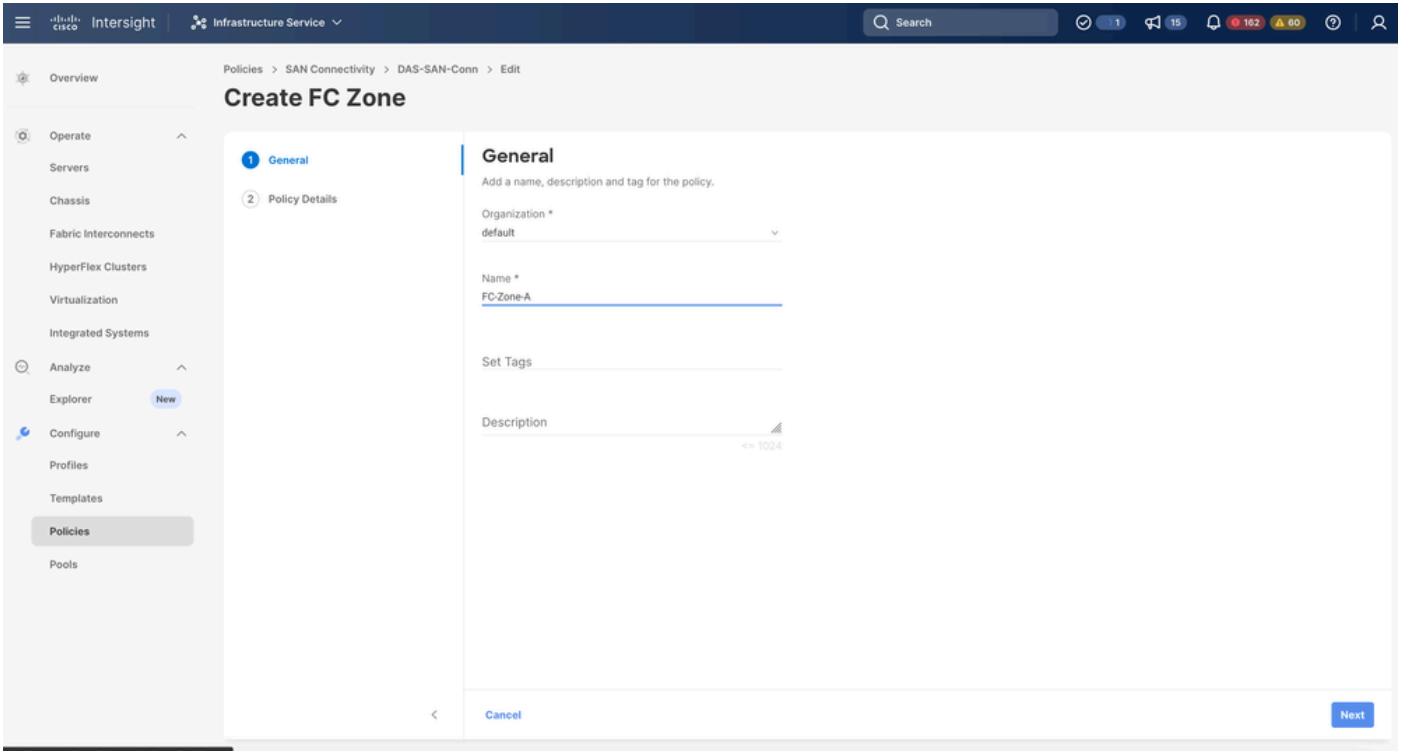 cisco Intersight Infrastructure Service Search 1 15 162 60
Overview
Operate
Servers
Chassis
Fabric Interconnects
HyperFlex Clusters
Virtualization
Integrated Systems
Analyze
Explorer New
Configure
Profiles
Templates
Policies
Pools
Policies > SAN Connectivity > DAS-SAN-Conn > Edit
Create FC Zone
1 General
2 Policy Details
General
Add a name, description and tag for the policy.
Organization *
default
Name *
FC-Zone-A
Set Tags
Description
<= 1024
Cancel Next